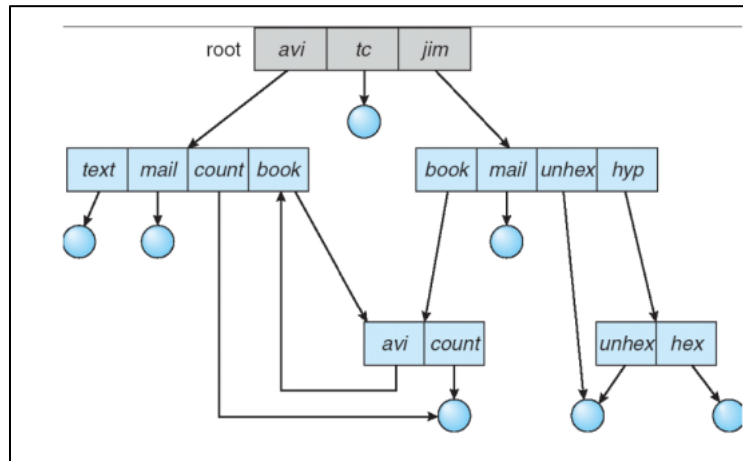 root avi tc jim
text mail count book
book mail unhex hyp
avi count
unhex hex